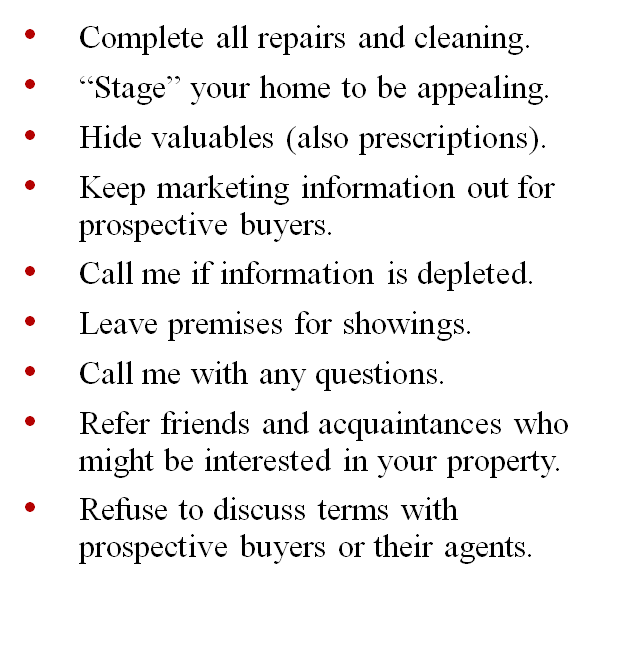 • Complete all repairs and cleaning.
• “Stage” your home to be appealing.
• Hide valuables (also prescriptions).
• Keep marketing information out for
prospective buyers.
• Call me if information is depleted.
• Leave premises for showings.
• Call me with any questions.
• Refer friends and acquaintances who
might be interested in your property.
• Refuse to discuss terms with
prospective buyers or their agents.